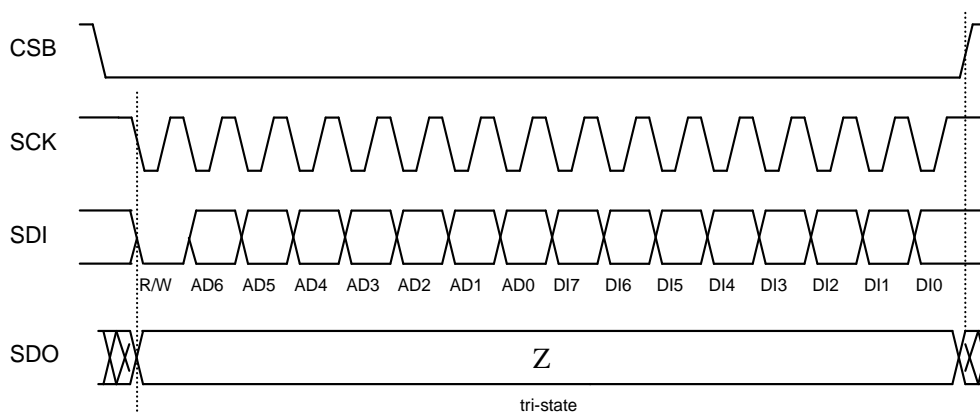 CSB
SCK
SDI
R/W AD6 AD5 AD4 AD3 AD2 AD1 AD0 DI7 DI6 DI5 DI4 DI3 DI2 DI1 DI0
SDO
Z
tri-state